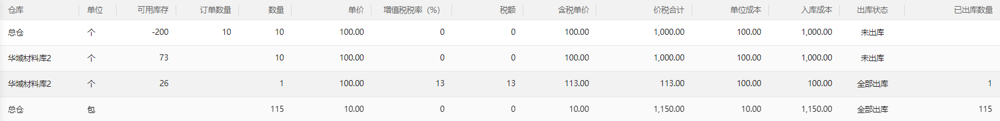 仓库 单位 可用库存 订单数量 数量 单价 增值税税率（%） 税额 含税单价 价税合计 单位成本 入库成本 出库状态 已出库数量
总仓 个 -200 10 10 100.00 0 0 100.00 1,000.00 100.00 1,000.00 未出库
华域材料库2 个 73 10 100.00 0 0 100.00 1,000.00 100.00 1,000.00 未出库
华域材料库2 个 26 1 100.00 13 13 113.00 113.00 100.00 100.00 全部出库 1
总仓 包 115 10.00 0 0 10.00 1,150.00 10.00 1,150.00 全部出库 115